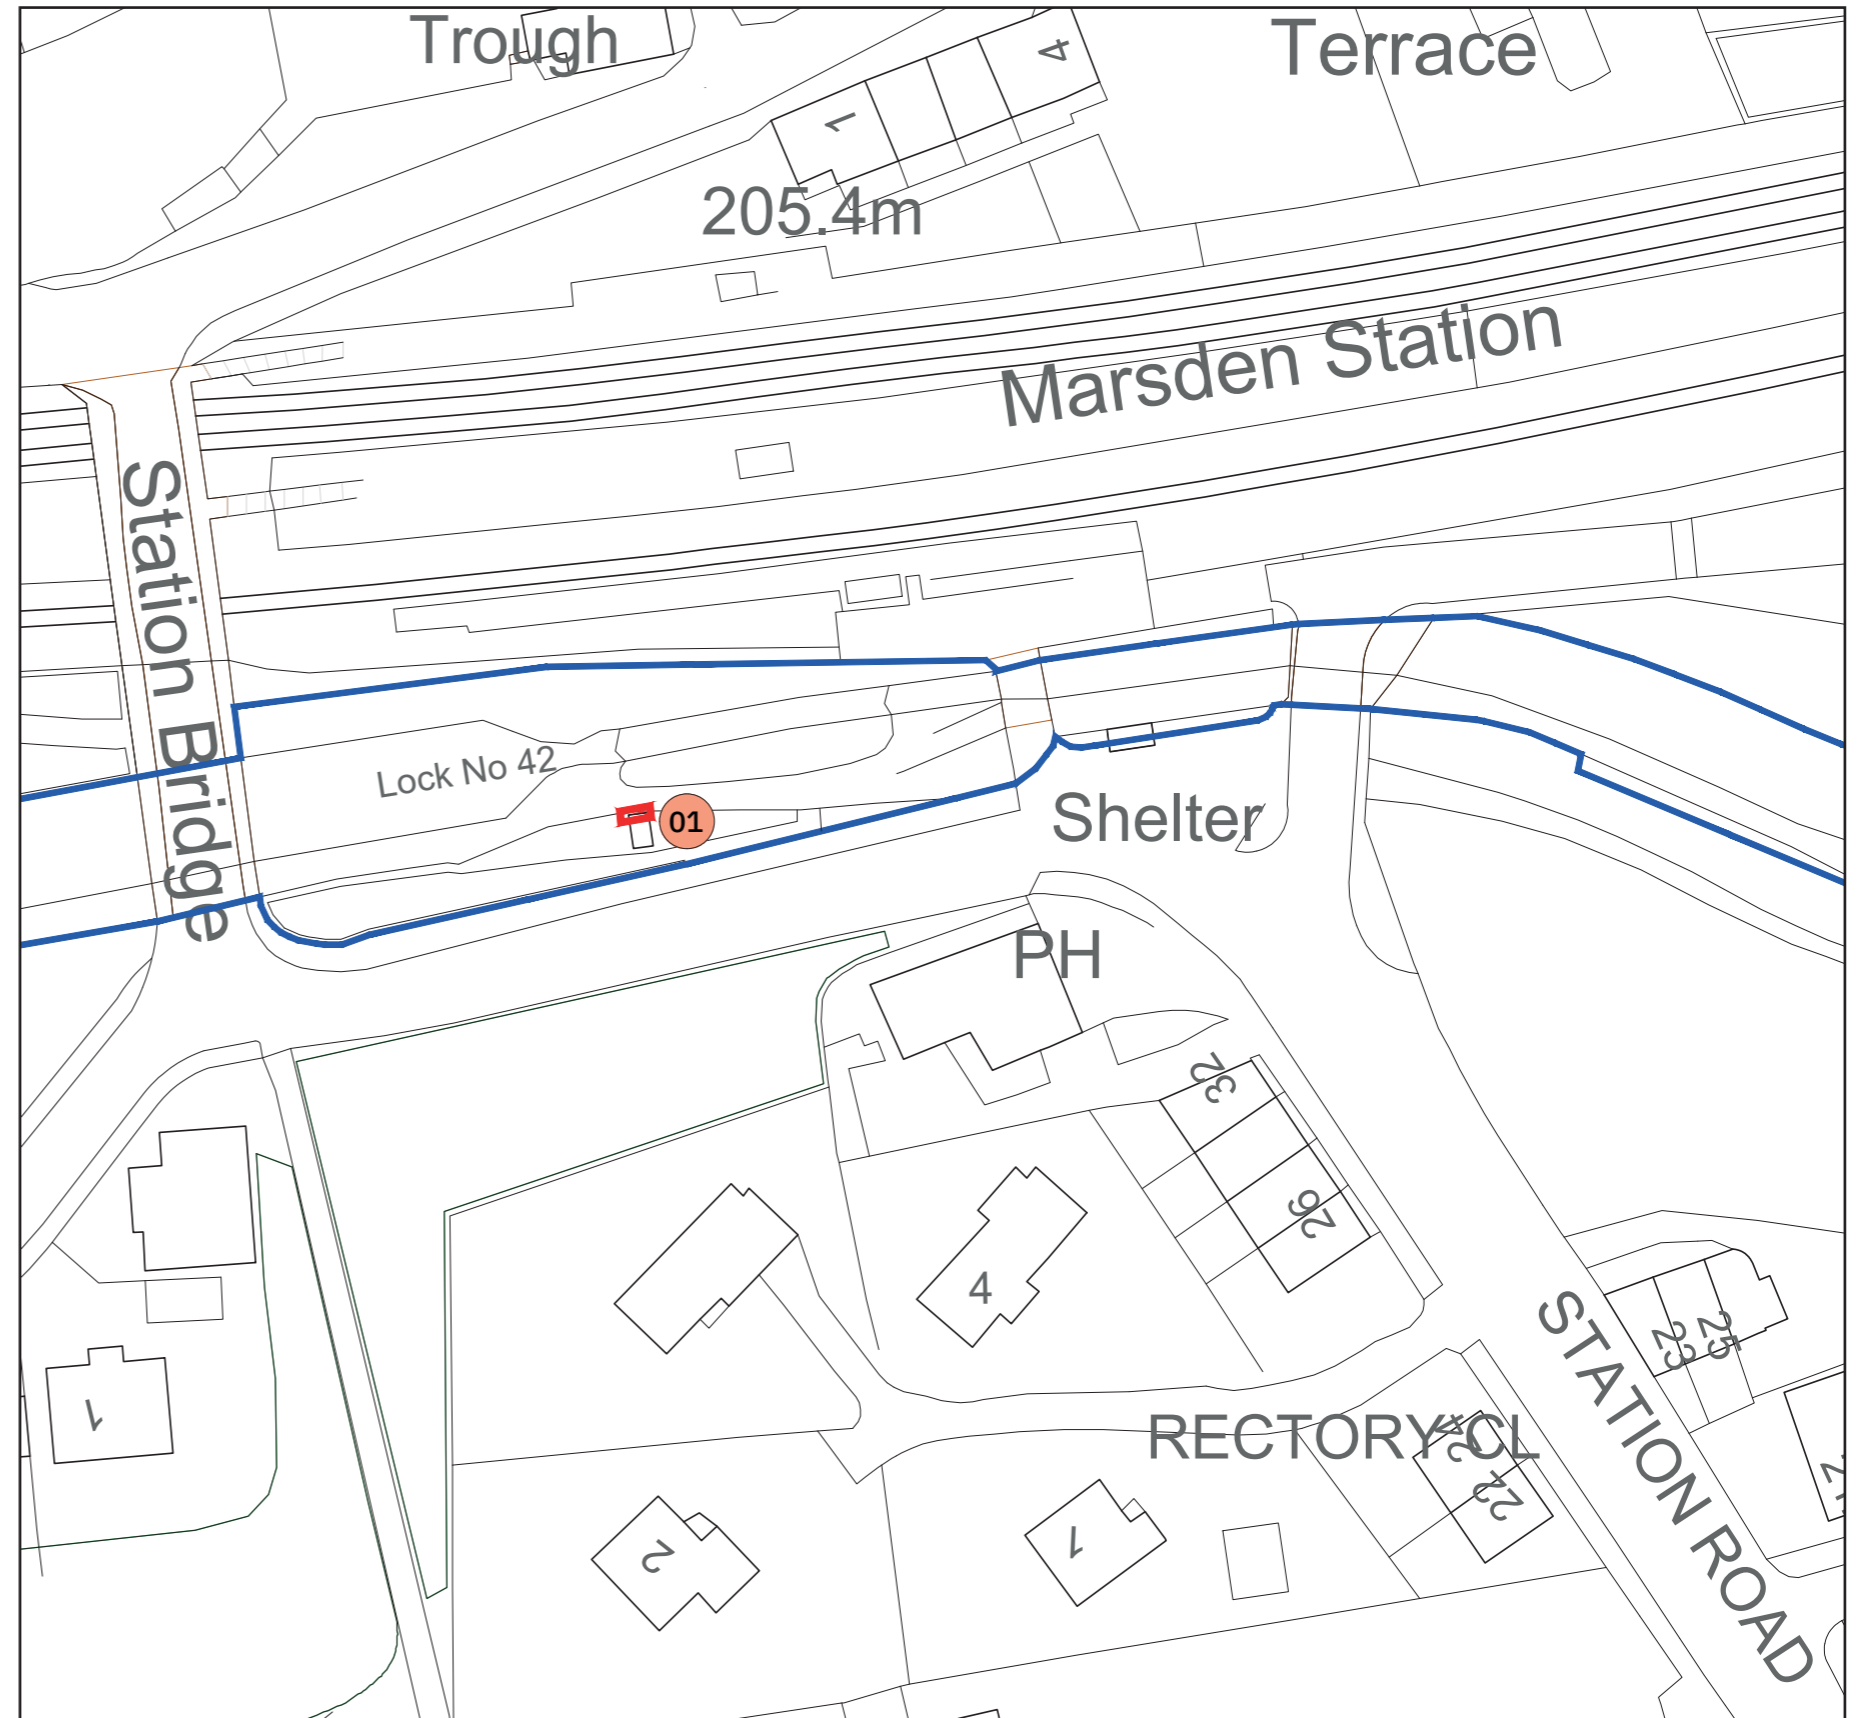 Trough
Terrace
4
1
205.4m
Marsden Station
Station Bridge
Lock No 42
01
Shelter
PH
32
26
4
23
25
1
RECTORY CL
24
22
STATION ROAD
2
1